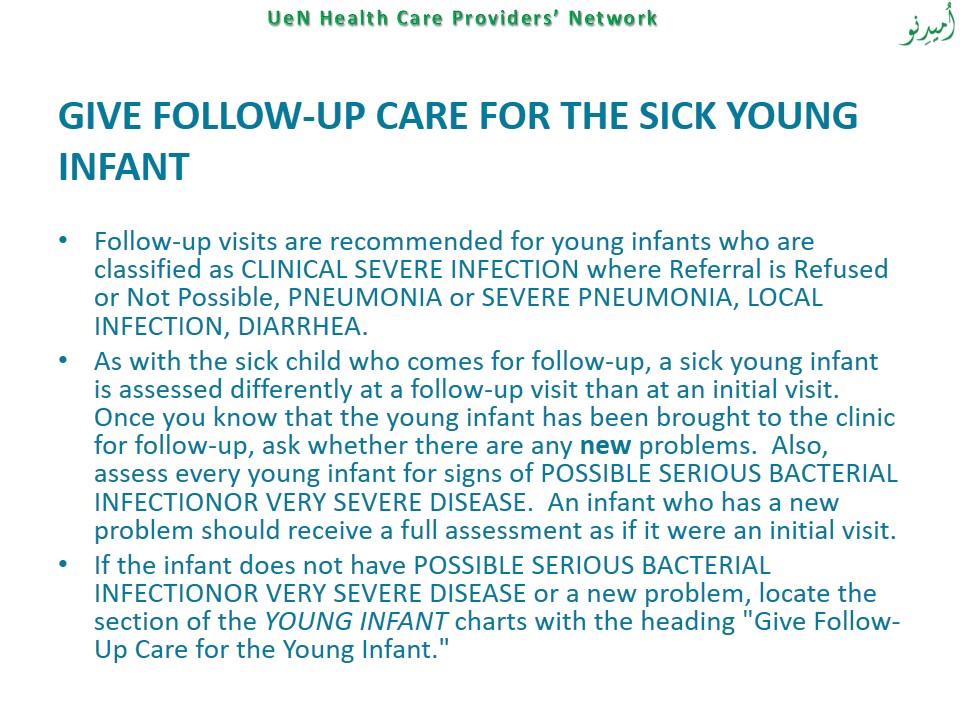 UeN Health Care Providers’ Network
اُمیدِنو
GIVE FOLLOW-UP CARE FOR THE SICK YOUNG
INFANT
• Follow-up visits are recommended for young infants who are
classified as CLINICAL SEVERE INFECTION where Referral is Refused
or Not Possible, PNEUMONIA or SEVERE PNEUMONIA, LOCAL
INFECTION, DIARRHEA.
• As with the sick child who comes for follow-up, a sick young infant
is assessed differently at a follow-up visit than at an initial visit.
Once you know that the young infant has been brought to the clinic
for follow-up, ask whether there are any new problems.  Also,
assess every young infant for signs of POSSIBLE SERIOUS BACTERIAL
INFECTIONOR VERY SEVERE DISEASE.  An infant who has a new
problem should receive a full assessment as if it were an initial visit.
• If the infant does not have POSSIBLE SERIOUS BACTERIAL
INFECTIONOR VERY SEVERE DISEASE or a new problem, locate the
section of the YOUNG INFANT charts with the heading "Give Follow-
Up Care for the Young Infant."